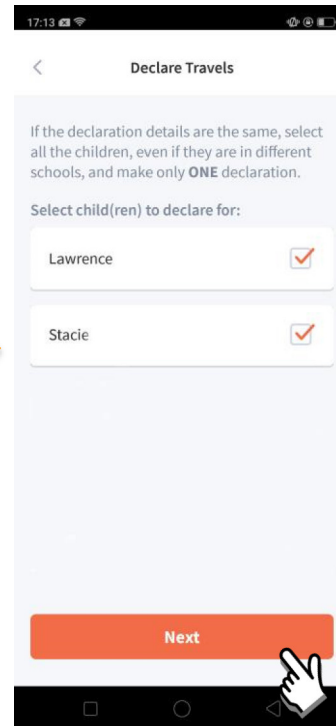 17:13
Declare Travels
If the declaration details are the same, select
all the children, even if they are in different
schools, and make only ONE declaration.
Select child(ren) to declare for:
Lawrence
Stacie
Next